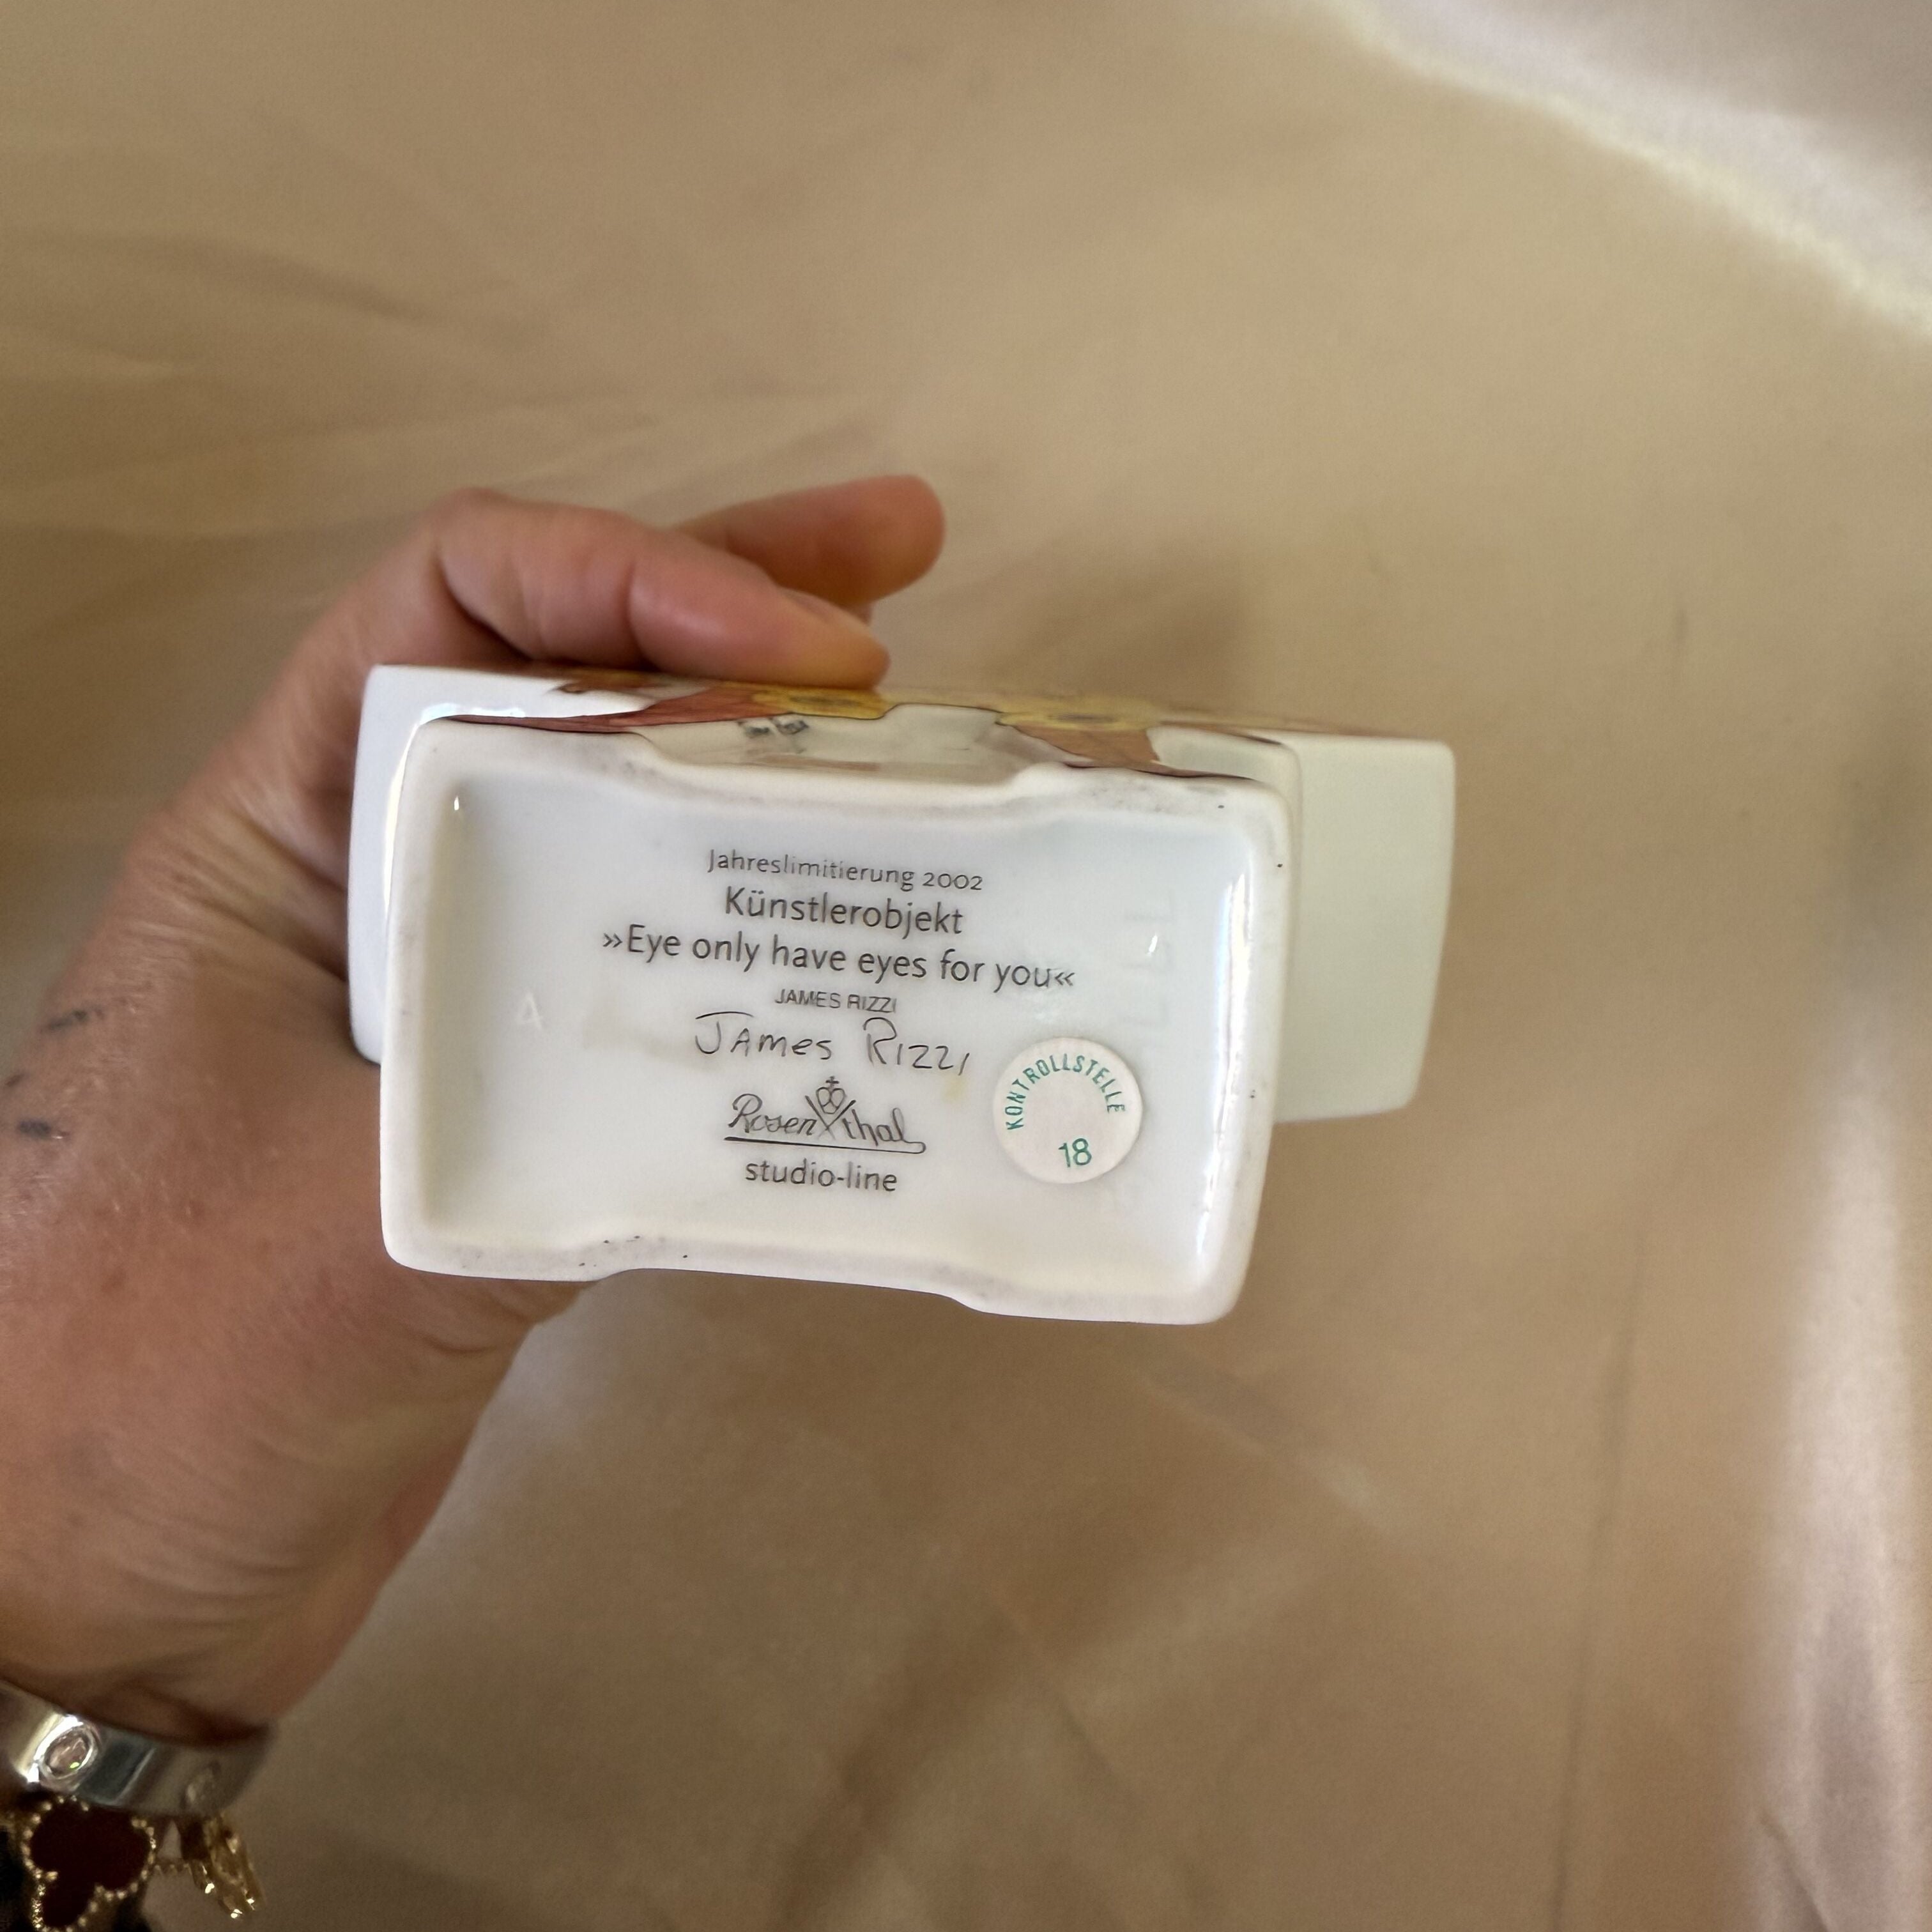 Jahreslimitierung 2002
Künstlerobjekt
»Eye only have eyes for you«
JAMES RIZZI
JAmes RIZZI
Rosenthal
studio-line
KONTROLLSTELLE
18
A